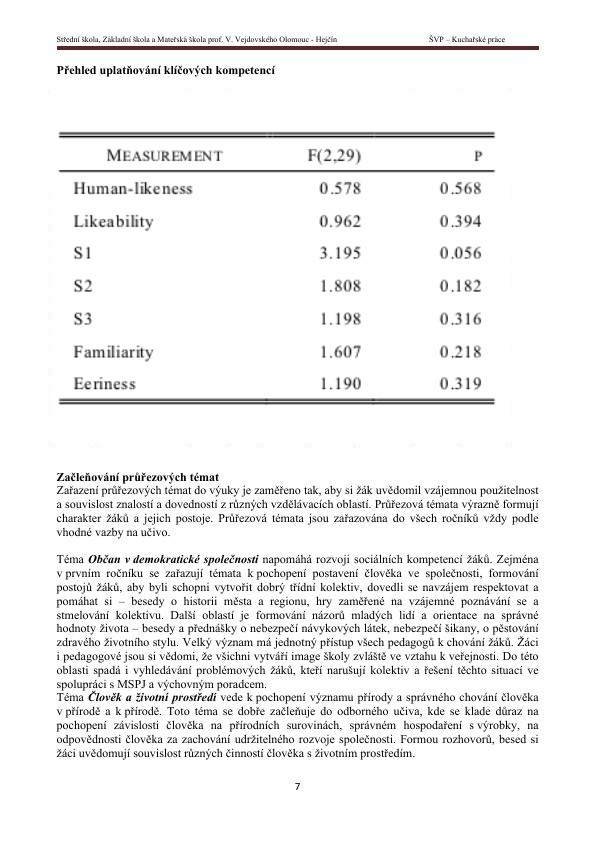 Střední škola, Základní škola a Mateřská škola prof. V. Vejdovského Olomouc - Hejčín ŠVP – Kuchařské práce
Přehled uplatňování klíčových kompetencí
MEASUREMENT F(2,29) P
Human-likeness 0.578 0.568
Likeability 0.962 0.394
S1 3.195 0.056
S2 1.808 0.182
S3 1.198 0.316
Familiarity 1.607 0.218
Eeriness 1.190 0.319
Začleňování průřezových témat
Zařazení průřezových témat do výuky je zaměřeno tak, aby si žák uvědomil vzájemnou použitelnost
a souvislost znalostí a dovedností z různých vzdělávacích oblastí. Průřezová témata výrazně formují
charakter žáků a jejich postoje. Průřezová témata jsou zařazována do všech ročníků vždy podle
vhodné vazby na učivo.
Téma Občan v demokratické společnosti napomáhá rozvoji sociálních kompetencí žáků. Zejména
v prvním ročníku se zařazují témata k pochopení postavení člověka ve společnosti, formování
postojů žáků, aby byli schopni vytvořit dobrý třídní kolektiv, dovedli se navzájem respektovat a
pomáhat si – besedy o historii města a regionu, hry zaměřené na vzájemné poznávání se a
stmelování kolektivu. Další oblastí je formování názorů mladých lidí a orientace na správné
hodnoty života – besedy a přednášky o nebezpečí návykových látek, nebezpečí šikany, o pěstování
zdravého životního stylu. Velký význam má jednotný přístup všech pedagogů k chování žáků. Žáci
i pedagogové jsou si vědomi, že všichni vytváří image školy zvláště ve vztahu k veřejnosti. Do této
oblasti spadá i vyhledávání problémových žáků, kteří narušují kolektiv a řešení těchto situací ve
spolupráci s MSPJ a výchovným poradcem.
Téma Člověk a životní prostředí vede k pochopení významu přírody a správného chování člověka
v přírodě a k přírodě. Toto téma se dobře začleňuje do odborného učiva, kde se klade důraz na
pochopení závislosti člověka na přírodních surovinách, správném hospodaření s výrobky, na
odpovědnosti člověka za zachování udržitelného rozvoje společnosti. Formou rozhovorů, besed si
žáci uvědomují souvislost různých činností člověka s životním prostředím.
7